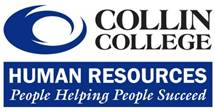 COLLIN
COLLEGE
HUMAN RESOURCES
People Helping People Succeed